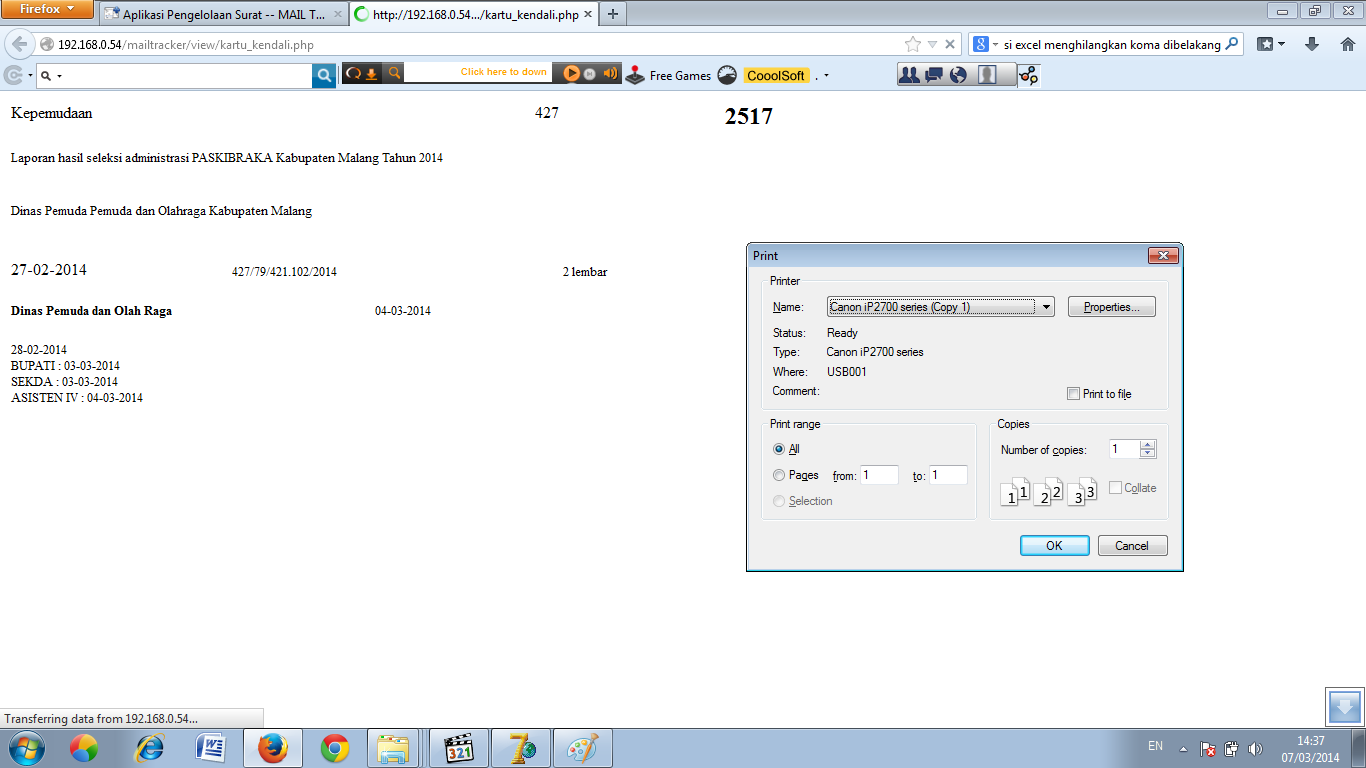 Firefox
Aplikasi Pengelolaan Surat -- MAIL T...
http://192.168.0.54.../kartu_kendali.php
192.168.0.54/mailtracker/view/kartu_kendali.php
si excel menghilangkan koma dibelakang
Click here to down
Free Games
CooolSoft
Kepemudaan 427 2517
Laporan hasil seleksi administrasi PASKIBRAKA Kabupaten Malang Tahun 2014
Dinas Pemuda Pemuda dan Olahraga Kabupaten Malang
27-02-2014 427/79/421.102/2014 2 lembar
Dinas Pemuda dan Olah Raga 04-03-2014
28-02-2014
BUPATI : 03-03-2014
SEKDA : 03-03-2014
ASISTEN IV : 04-03-2014
Print
Printer
Name: Canon iP2700 series (Copy 1) Properties...
Status: Ready
Type: Canon iP2700 series
Where: USB001
Comment:
Print to file
Print range
All
Pages from: 1 to: 1
Selection
Copies
Number of copies: 1
1 1 2 2 3 3
Collate
OK Cancel
Transferring data from 192.168.0.54...
321
7
EN
14:37
07/03/2014